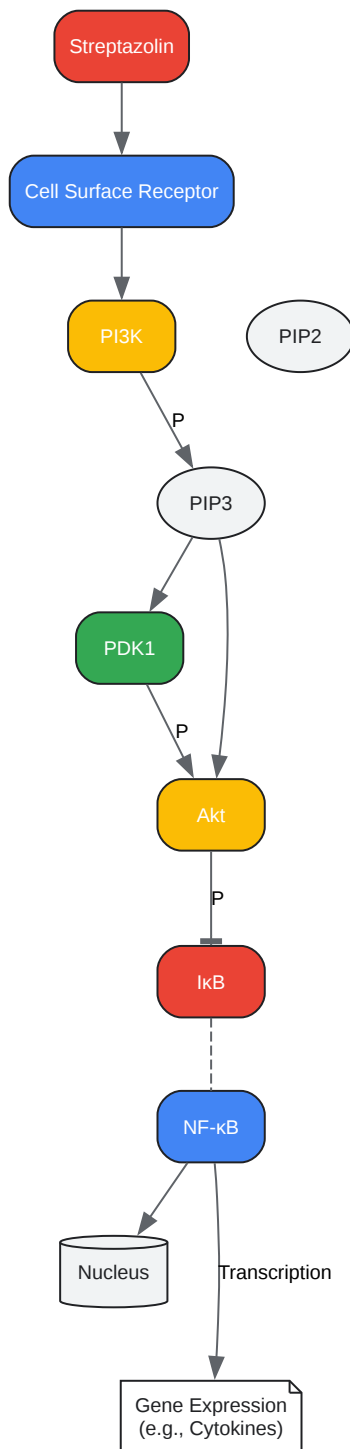 Streptazolin
Cell Surface Receptor
PI3K
PIP2
P
PIP3
PDK1
P
Akt
P
IκB
NF-κB
Nucleus
Transcription
Gene Expression
(e.g., Cytokines)